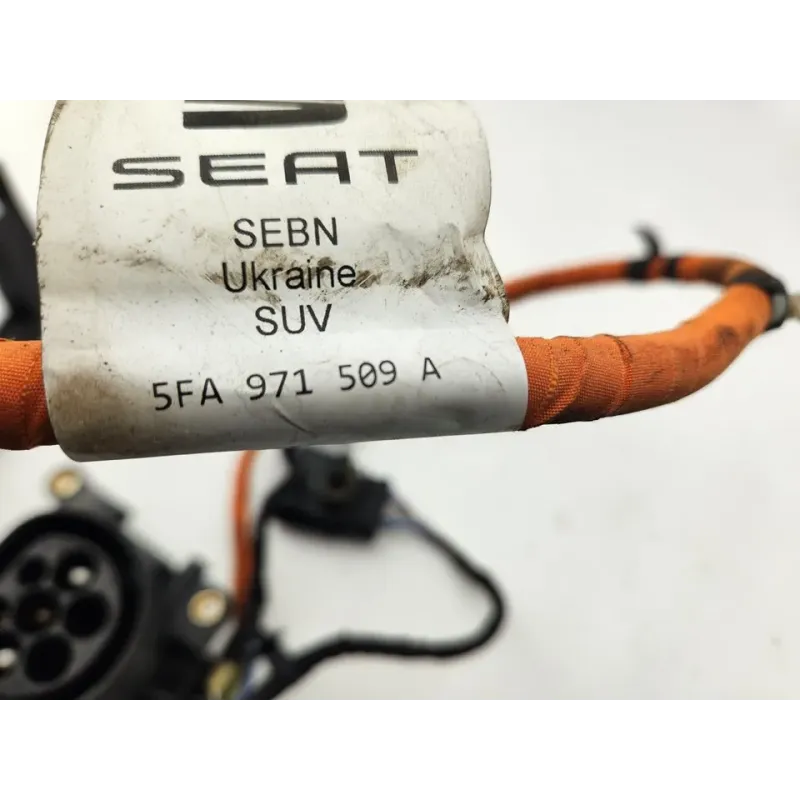 SEAT
SEBN
Ukraine
SUV
5FA 971 509 A